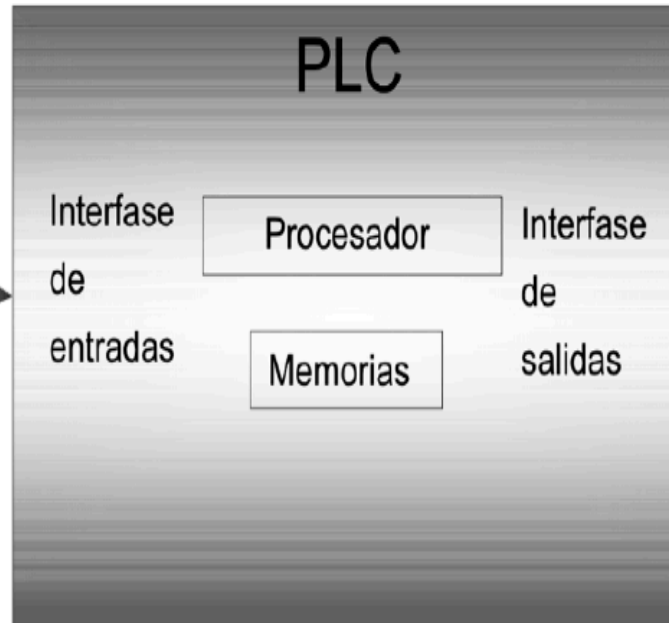 PLC
Interfase
de
entradas
Procesador
Memorias
Interfase
de
salidas